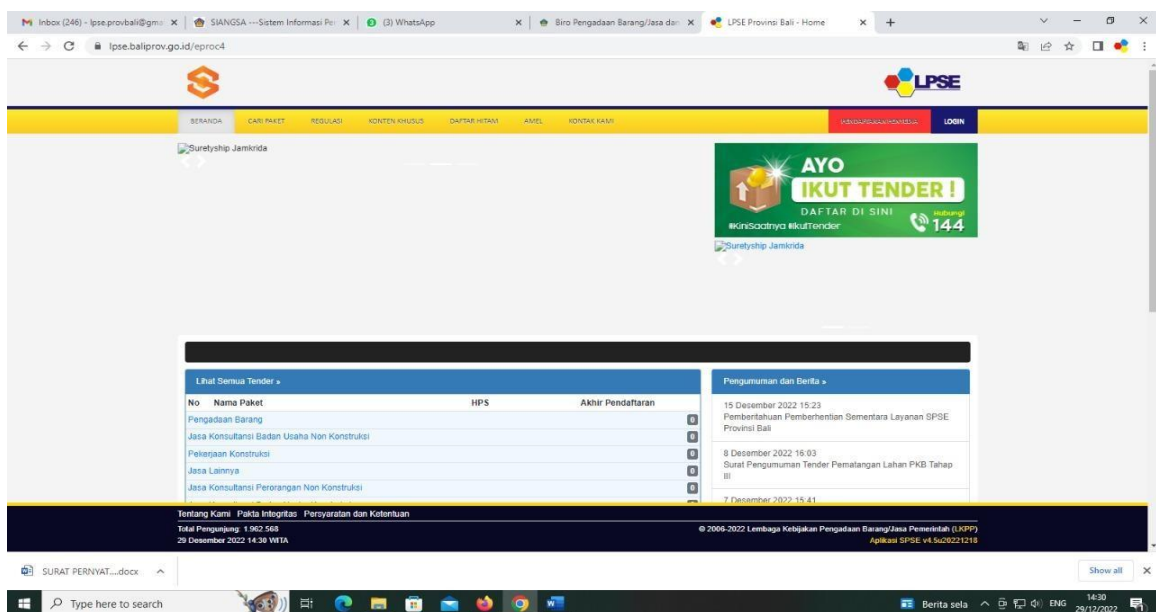 Inbox (246) - lpse.provbali@gma
SIANGSA ---Sistem Informasi Per
(3) WhatsApp
Biro Pengadaan Barang/Jasa dan
LPSE Provinsi Bali - Home
lpse.baliprov.go.id/eproc4
LPSE
BERANDA CARI PAKET REGULASI KONTEN KHUSUS DAFTAR HITAM AMEL KONTAK KAMI LOGIN
Suretyship Jamkrida
AYO
IKUT TENDER !
DAFTAR DI SINI
#KiniSaatnya #IkutTender
Hubungi
144
Suretyship Jamkrida
Lihat Semua Tender »
No Nama Paket HPS Akhir Pendaftaran
Pengadaan Barang 0
Jasa Konsultansi Badan Usaha Non Konstruksi 0
Pekerjaan Konstruksi 0
Jasa Lainnya 0
Jasa Konsultansi Perorangan Non Konstruksi 0
Pengumuman dan Berita »
15 Desember 2022 15:23
Pemberitahuan Pemberhentian Sementara Layanan SPSE
Provinsi Bali
8 Desember 2022 16:03
Surat Pengumuman Tender Pematangan Lahan PKB Tahap
III
7 Desember 2022 15:41
Tentang Kami Pakta Integritas Persyaratan dan Ketentuan
Total Pengunjung: 1.962.568
29 Desember 2022 14:30 WITA
© 2006-2022 Lembaga Kebijakan Pengadaan Barang/Jasa Pemerintah (LKPP)
Aplikasi SPSE v4.5u20221218
SURAT PERNYAT....docx
Show all
Type here to search
Berita sela
ENG
14:30
29/12/2022